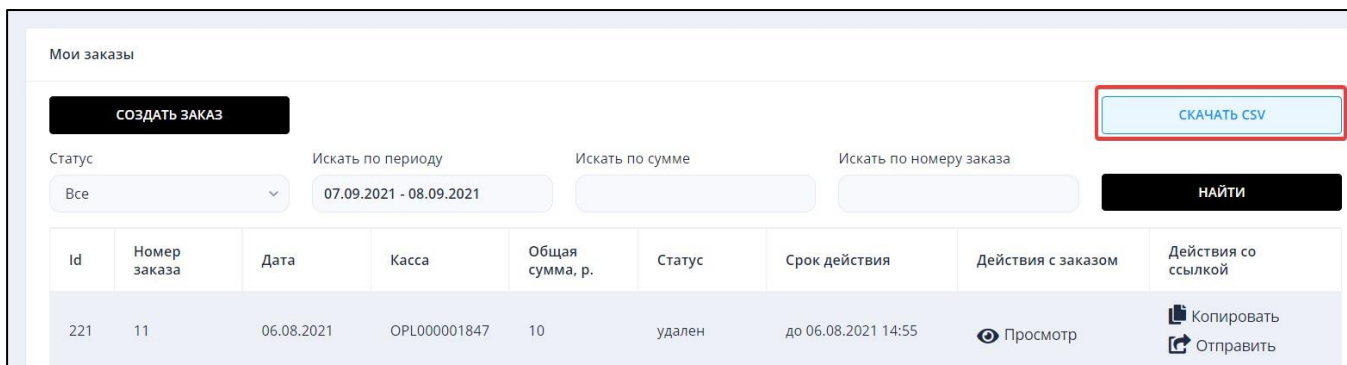 Мои заказы
СОЗДАТЬ ЗАКАЗ СКАЧАТЬ CSV
Статус Искать по периоду Искать по сумме Искать по номеру заказа
Все 07.09.2021 - 08.09.2021 НАЙТИ
Id Номер заказа Дата Касса Общая сумма, р. Статус Срок действия Действия с заказом Действия со ссылкой
221 11 06.08.2021 OPL000001847 10 удален до 06.08.2021 14:55 Просмотр Копировать
Отправить